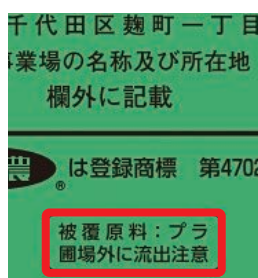 千代田区麹町一丁目
業場の名称及び所在地
欄外に記載
® は登録商標 第4702
被覆原料：プラ
圃場外に流出注意